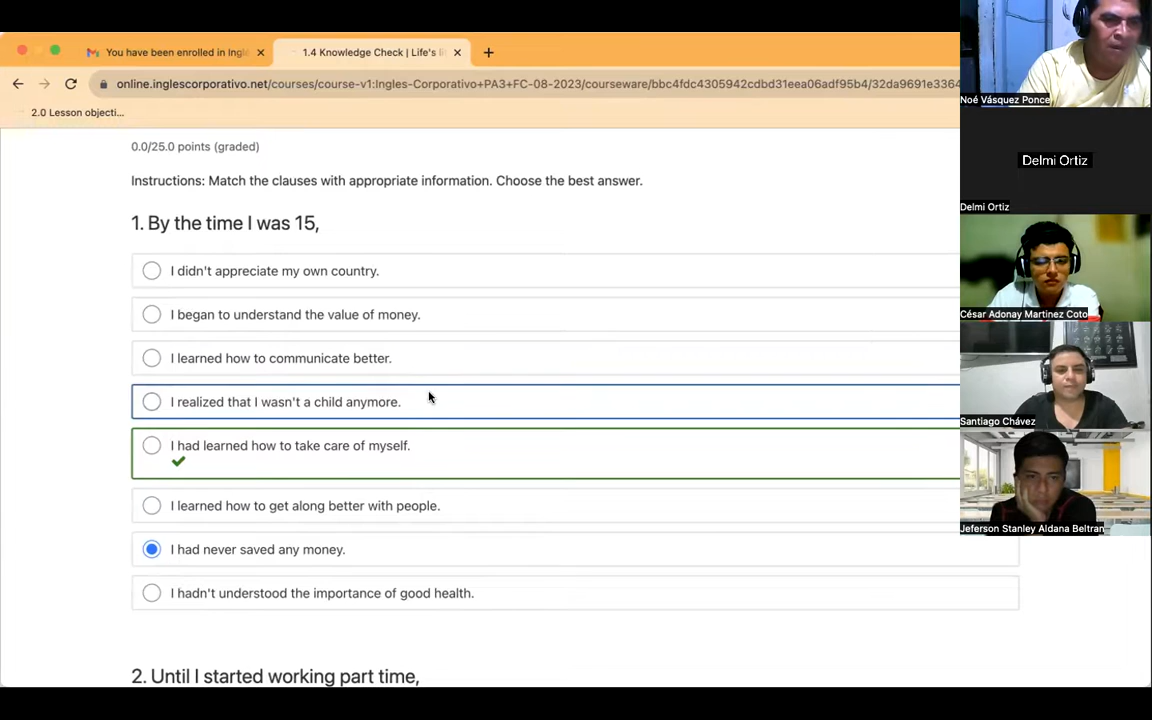 You have been enrolled in Ingl
1.4 Knowledge Check | Life's li
online.inglescorporativo.net/courses/course-v1:Ingles-Corporativo+PA3+FC-08-2023/courseware/bbc4fdc4305942cdbd31eea06adf95b4/32da9691e3364
2.0 Lesson objecti...
0.0/25.0 points (graded)
Instructions: Match the clauses with appropriate information. Choose the best answer.
1. By the time I was 15,
I didn't appreciate my own country.
I began to understand the value of money.
I learned how to communicate better.
I realized that I wasn't a child anymore.
I had learned how to take care of myself.
I learned how to get along better with people.
I had never saved any money.
I hadn't understood the importance of good health.
2. Until I started working part time,
Noé Vásquez Ponce
Delmi Ortiz
Delmi Ortiz
César Adonay Martinez Coto
Santiago Chávez
Jeferson Stanley Aldana Beltran